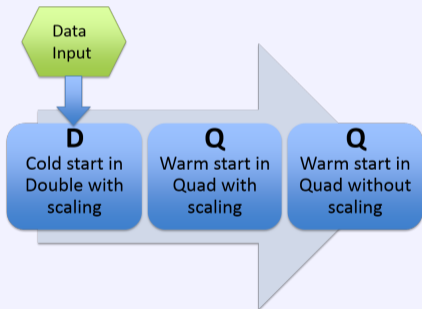 Data
Input
D
Cold start in
Double with
scaling
Q
Warm start in
Quad with
scaling
Q
Warm start in
Quad without
scaling